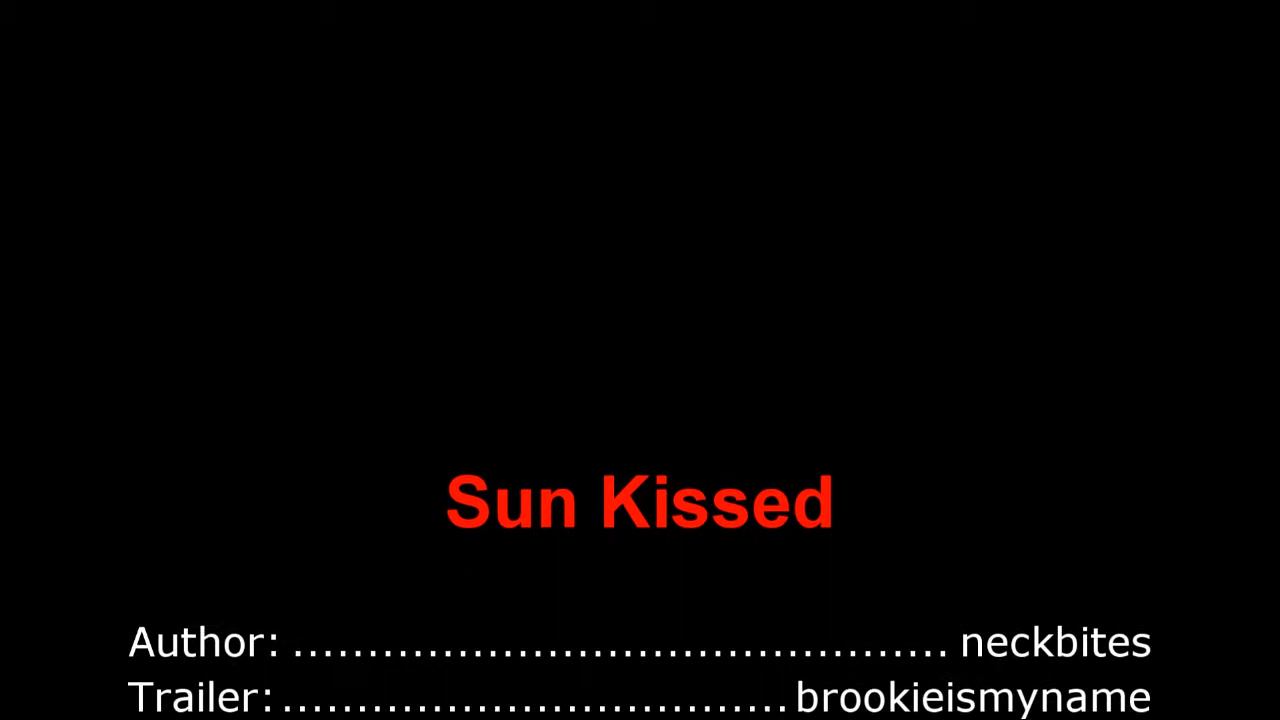 Sun Kissed
Author: ............................................ neckbites
Trailer: .................................. brookieismyname